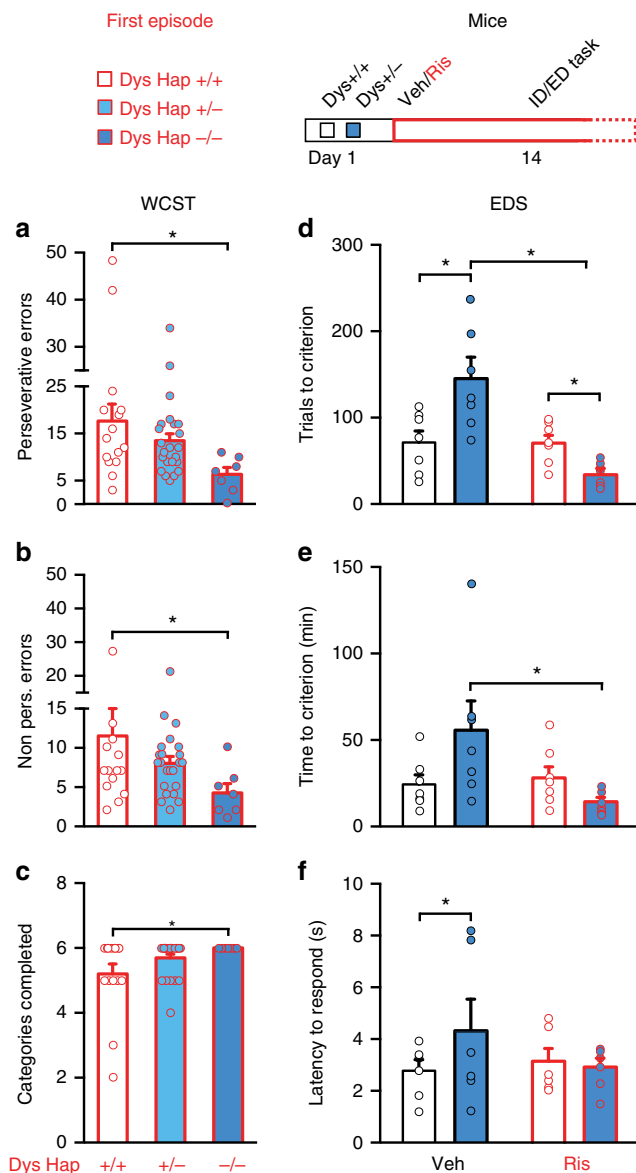 First episode
Dys Hap +/+
Dys Hap +/−
Dys Hap −/−
Mice
Dys+/+
Dys+/−
Veh/Ris
ID/ED task
Day 1
14
WCST
a
Perseverative errors
50
40
30
15
10
5
0
*
b
Non pers. errors
50
40
30
20
15
10
5
0
*
c
Categories completed
8
6
4
2
0
*
Dys Hap
+/+
+/−
−/−
EDS
d
Trials to criterion
300
200
100
0
*
*
*
e
Time to criterion (min)
150
100
50
0
*
f
Latency to respond (s)
10
8
6
4
2
0
*
Veh
Ris